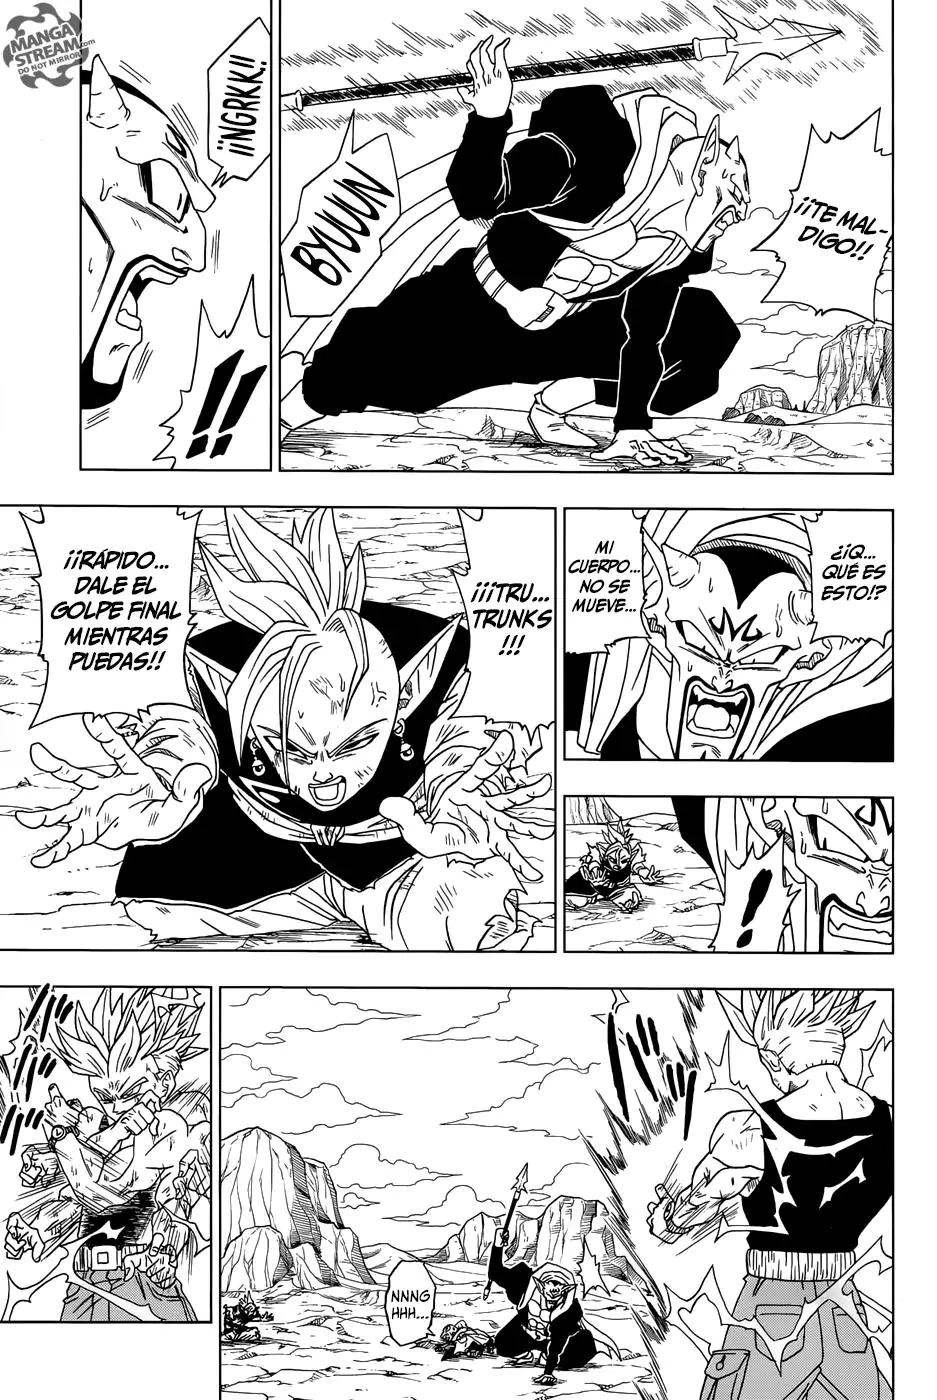 MANGA
STREAM.com
DO NOT MIRROR
¡¡TE MAL-
DIGO!!
BYUUUN
¡¡NGRKK!!
!!
¿¡Q...
QUÉ ES
ESTO!?
MI
CUERPO...
NO SE
MUEVE...
!
¡¡¡TRU...
TRUNKS
!!!
¡¡RÁPIDO...
DALE EL
GOLPE FINAL
MIENTRAS
PUEDAS!!
NNNG
HHH...